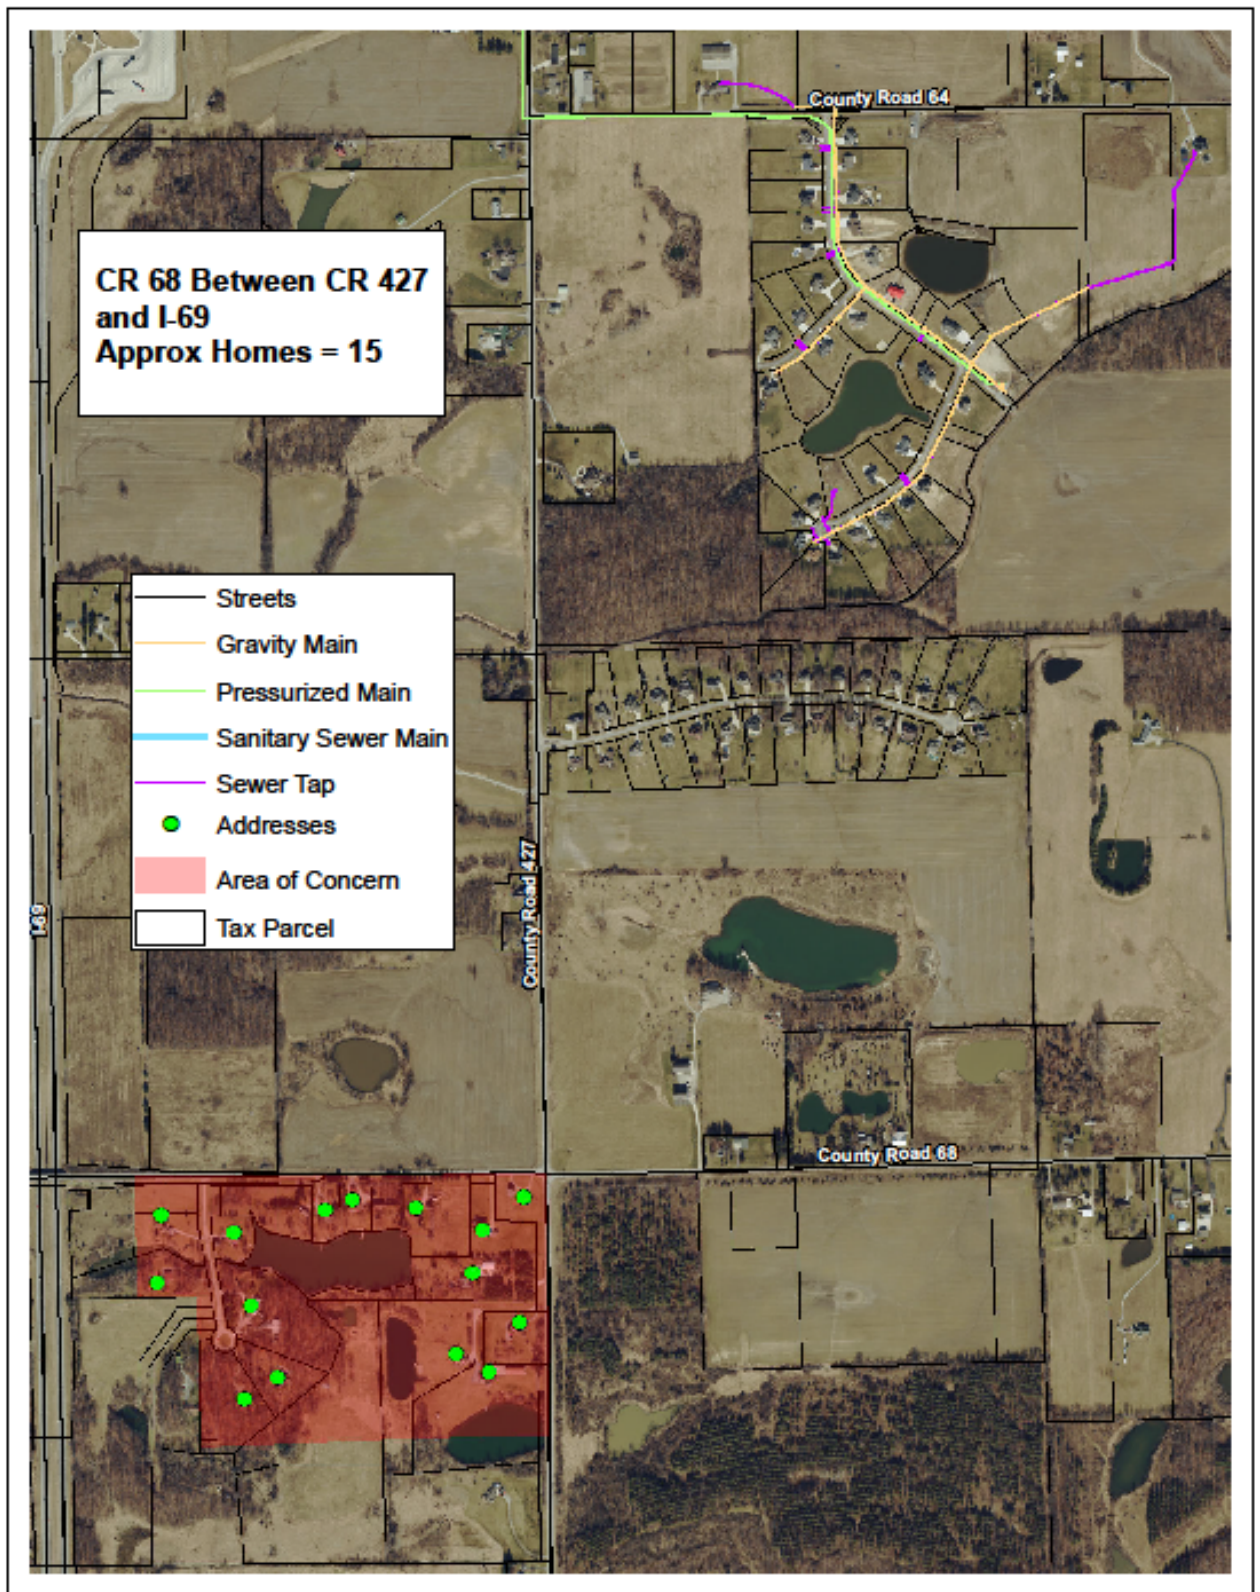 County Road 64
CR 68 Between CR 427
and I-69
Approx Homes = 15
Streets
Gravity Main
Pressurized Main
Sanitary Sewer Main
Sewer Tap
Addresses
Area of Concern
Tax Parcel
I-69
County Road 427
County Road 68